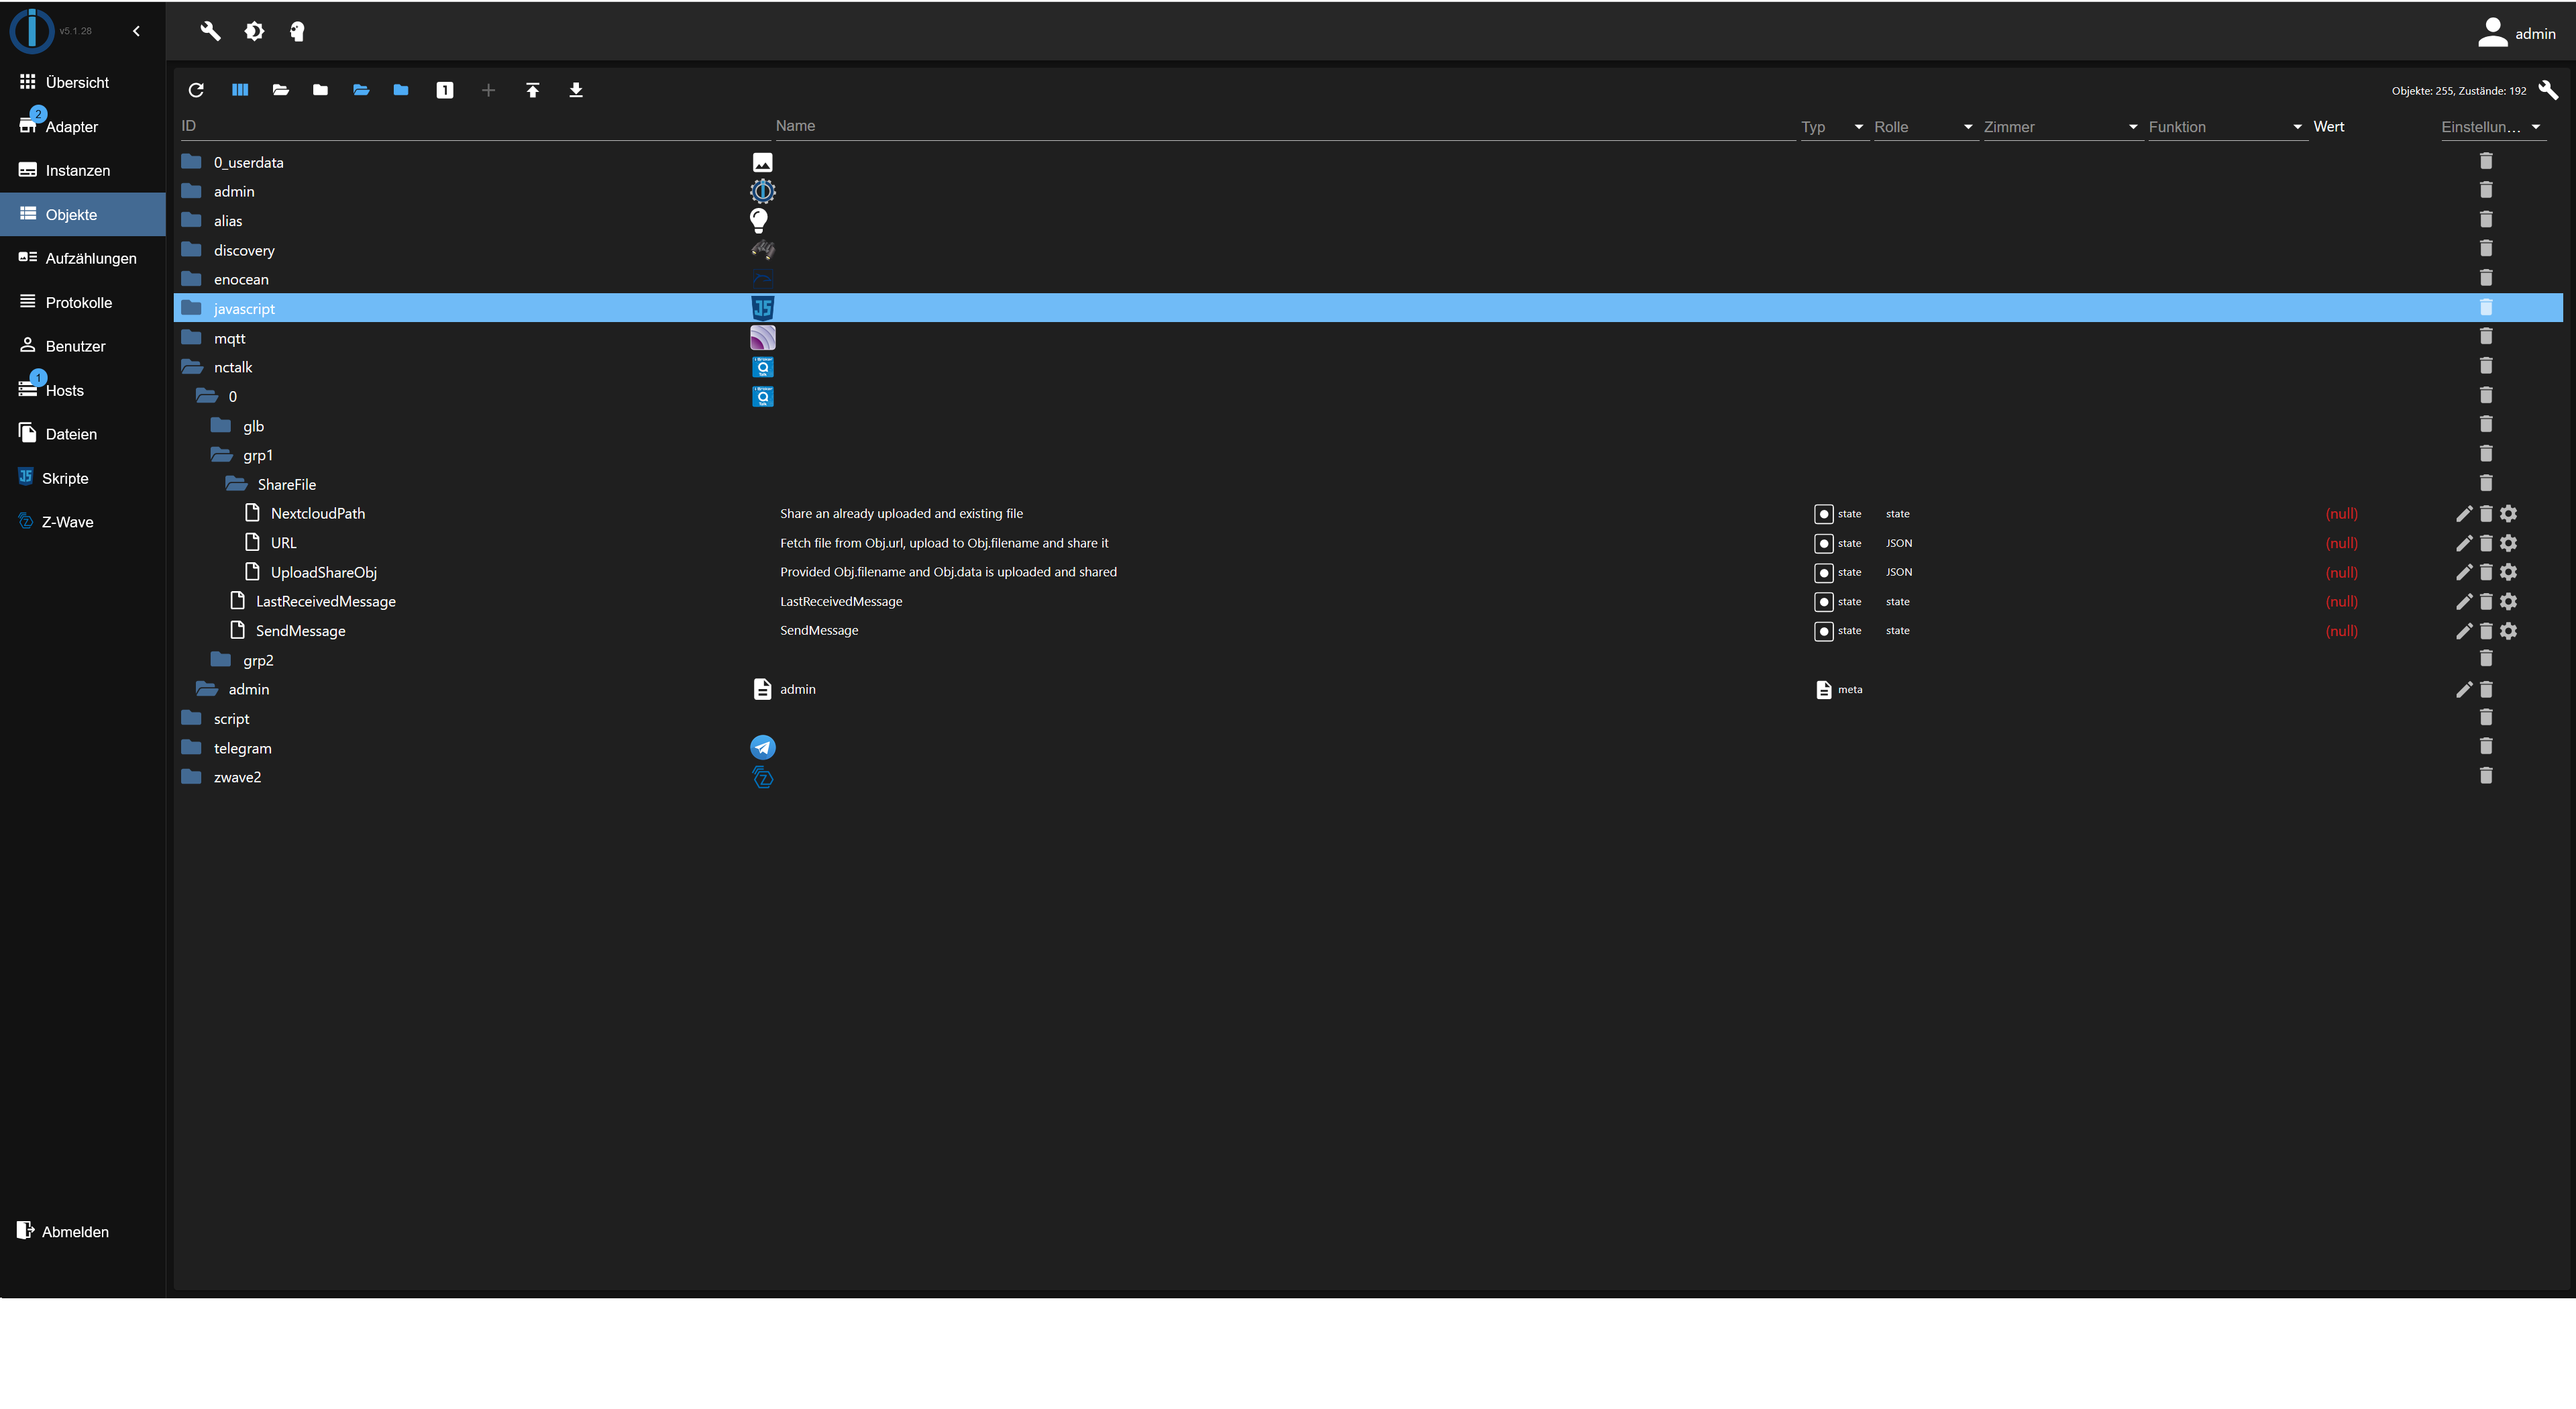 v5.1.28
admin
Übersicht
2
Adapter
Instanzen
Objekte
Aufzählungen
Protokolle
Benutzer
1
Hosts
Dateien
JS Skripte
Z-Wave
Abmelden
1
Objekte: 255, Zustände: 192
ID Name Typ Rolle Zimmer Funktion Wert Einstellun...
0_userdata
admin
alias
discovery
enocean
javascript JS
mqtt
nctalk
0
glb
grp1
ShareFile
NextcloudPath Share an already uploaded and existing file state state (null)
URL Fetch file from Obj.url, upload to Obj.filename and share it state JSON (null)
UploadShareObj Provided Obj.filename and Obj.data is uploaded and shared state JSON (null)
LastReceivedMessage LastReceivedMessage state state (null)
SendMessage SendMessage state state (null)
grp2
admin admin meta
script
telegram
zwave2